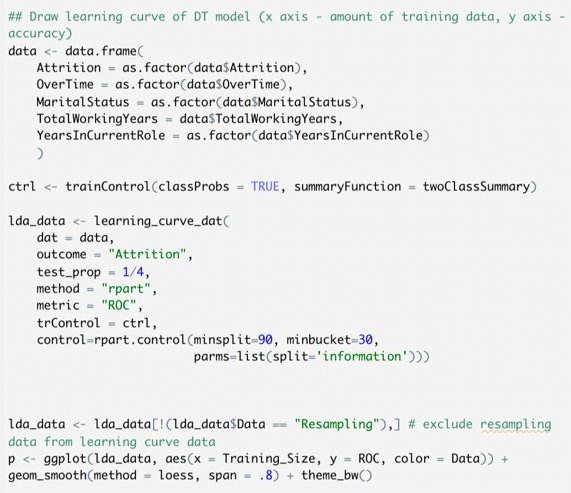 ## Draw learning curve of DT model (x axis - amount of training data, y axis -
accuracy)
data <- data.frame(
    Attrition = as.factor(data$Attrition),
    OverTime = as.factor(data$OverTime),
    MaritalStatus = as.factor(data$MaritalStatus),
    TotalWorkingYears = data$TotalWorkingYears,
    YearsInCurrentRole = as.factor(data$YearsInCurrentRole)
    )
ctrl <- trainControl(classProbs = TRUE, summaryFunction = twoClassSummary)
lda_data <- learning_curve_dat(
    dat = data,
    outcome = "Attrition",
    test_prop = 1/4,
    method = "rpart",
    metric = "ROC",
    trControl = ctrl,
    control=rpart.control(minsplit=90, minbucket=30,
                          parms=list(split='information')))
lda_data <- lda_data[!(lda_data$Data == "Resampling"),] # exclude resampling
data from learning curve data
p <- ggplot(lda_data, aes(x = Training_Size, y = ROC, color = Data)) +
geom_smooth(method = loess, span = .8) + theme_bw()